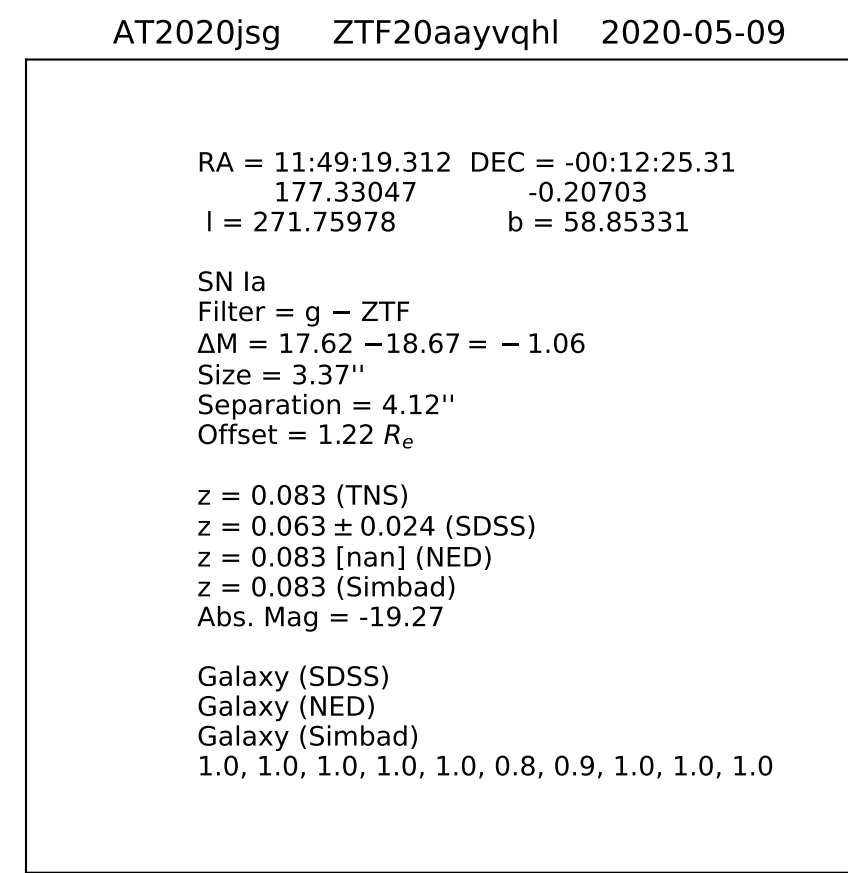 AT2020jsg ZTF20aayvqhl 2020-05-09
RA = 11:49:19.312 DEC = -00:12:25.31
177.33047 -0.20703
l = 271.75978 b = 58.85331
SN Ia
Filter = g − ZTF
ΔM = 17.62 −18.67 = − 1.06
Size = 3.37''
Separation = 4.12''
Offset = 1.22 Re
z = 0.083 (TNS)
z = 0.063 ± 0.024 (SDSS)
z = 0.083 [nan] (NED)
z = 0.083 (Simbad)
Abs. Mag = -19.27
Galaxy (SDSS)
Galaxy (NED)
Galaxy (Simbad)
1.0, 1.0, 1.0, 1.0, 1.0, 0.8, 0.9, 1.0, 1.0, 1.0